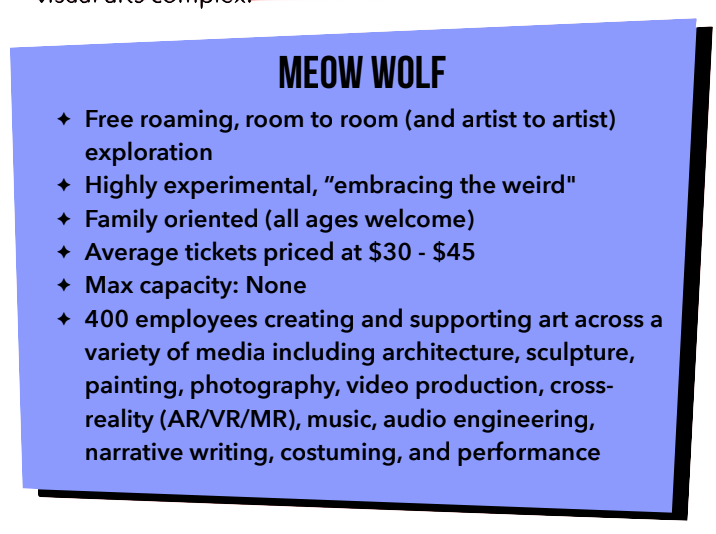 visual arts complex.
MEOW WOLF
✦ Free roaming, room to room (and artist to artist)
exploration
✦ Highly experimental, “embracing the weird"
✦ Family oriented (all ages welcome)
✦ Average tickets priced at $30 - $45
✦ Max capacity: None
✦ 400 employees creating and supporting art across a
variety of media including architecture, sculpture,
painting, photography, video production, cross-
reality (AR/VR/MR), music, audio engineering,
narrative writing, costuming, and performance